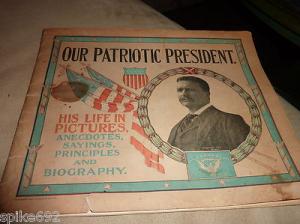 OUR PATRIOTIC PRESIDENT.
HIS LIFE IN
PICTURES,
ANECDOTES,
SAYINGS,
PRINCIPLES
AND
BIOGRAPHY.
spike692